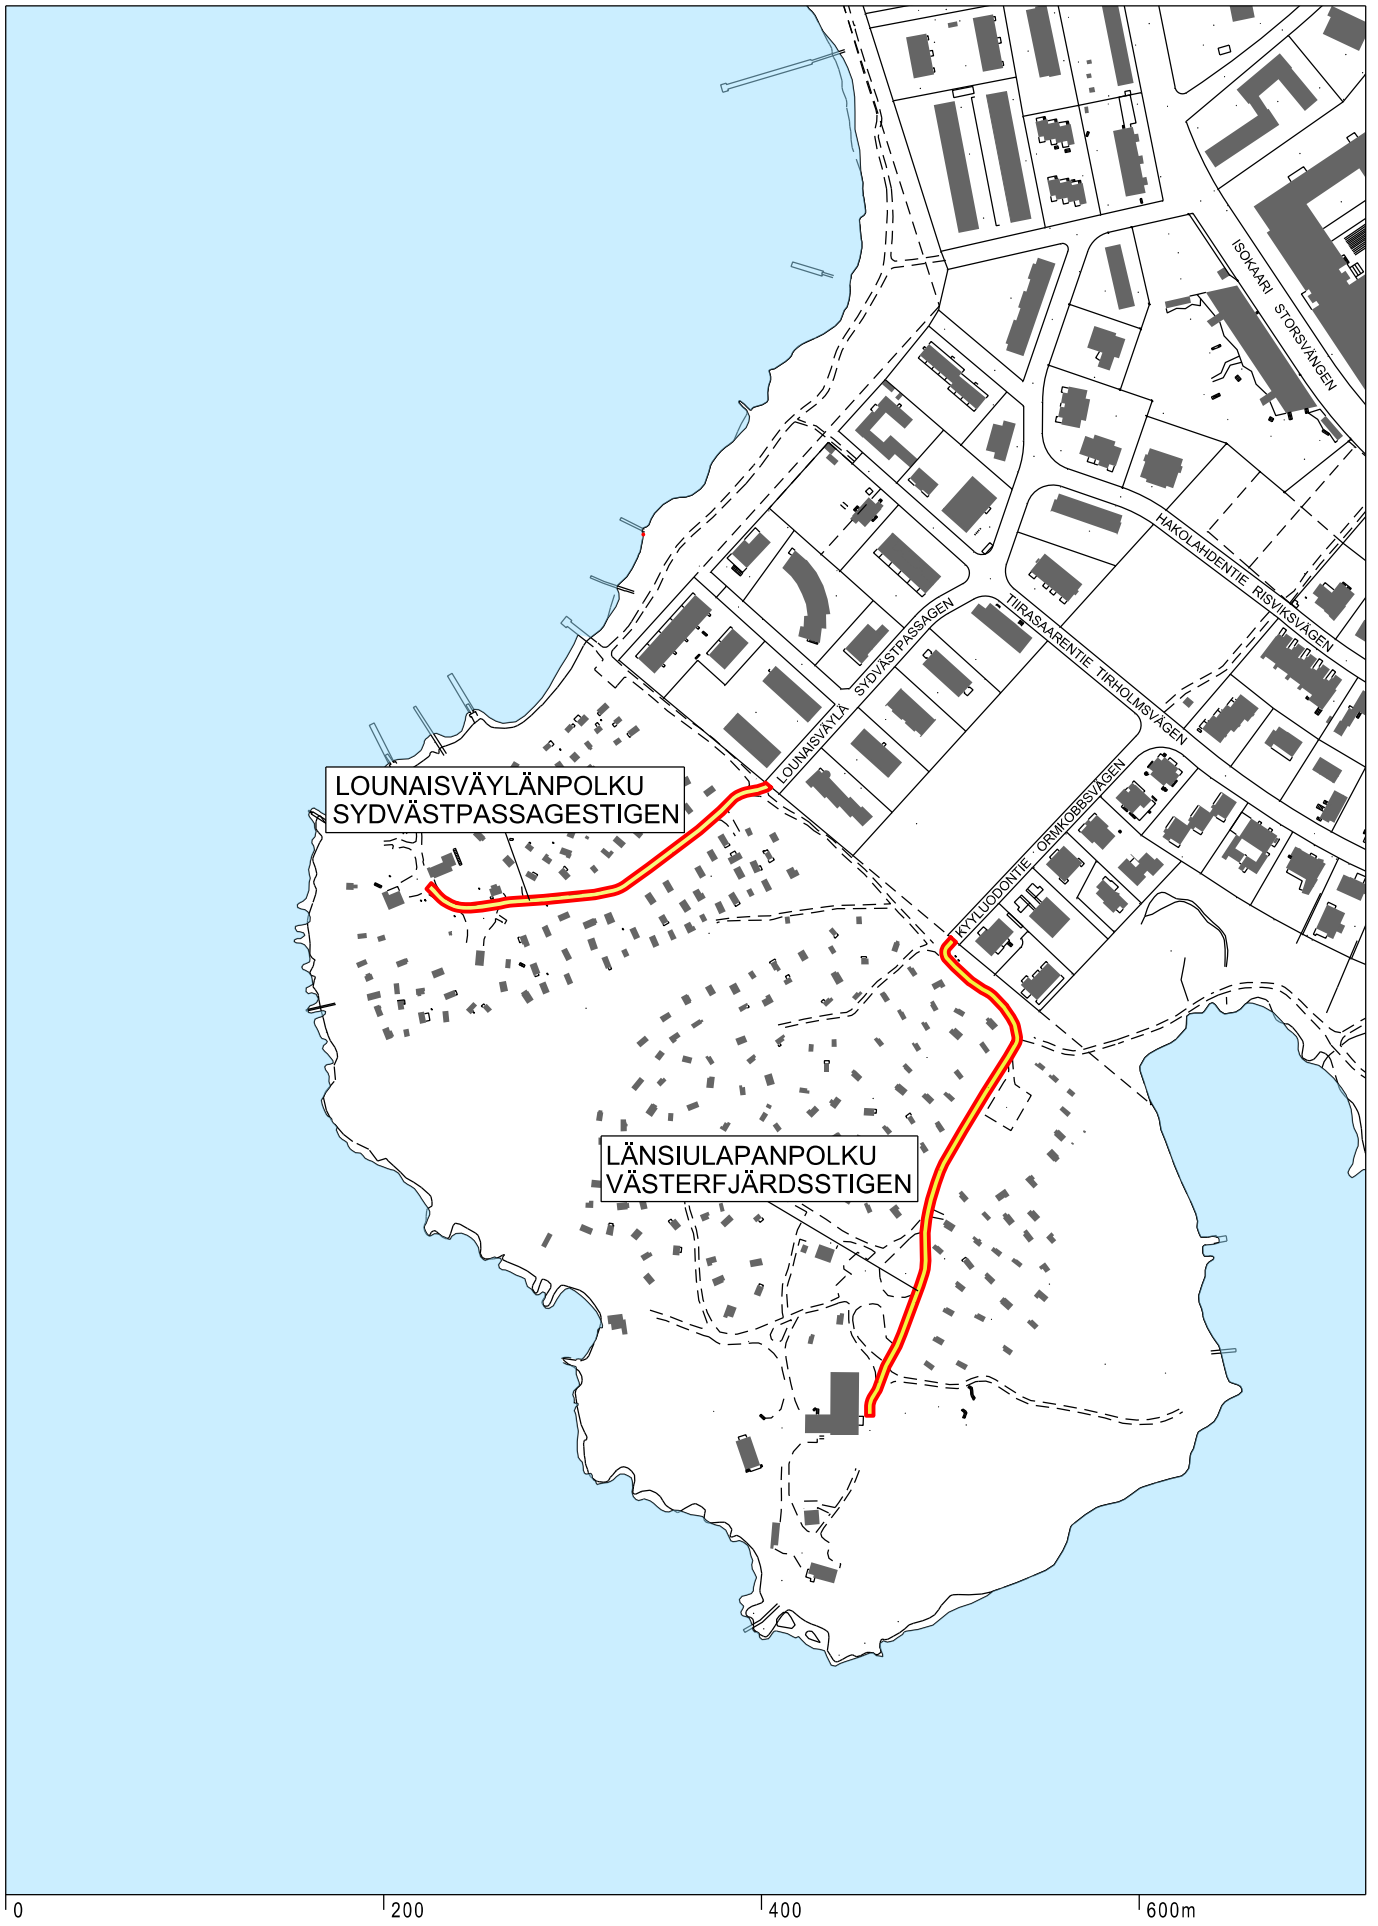 ISOKAARI STORSVÄNGEN
HAKOLAHDENTIE RISVIKSVÄGEN
TIIRASAARENTIE TIRHOLMSVÄGEN
LOUNAISVÄYLÄ SYDVÄSTPASSAGEN
KYYLUODONTIE ORMKOBBSVÄGEN
LOUNAISVÄYLÄNPOLKU
SYDVÄSTPASSAGESTIGEN
LÄNSIULAPANPOLKU
VÄSTERFJÄRDSSTIGEN
0 200 400 600m